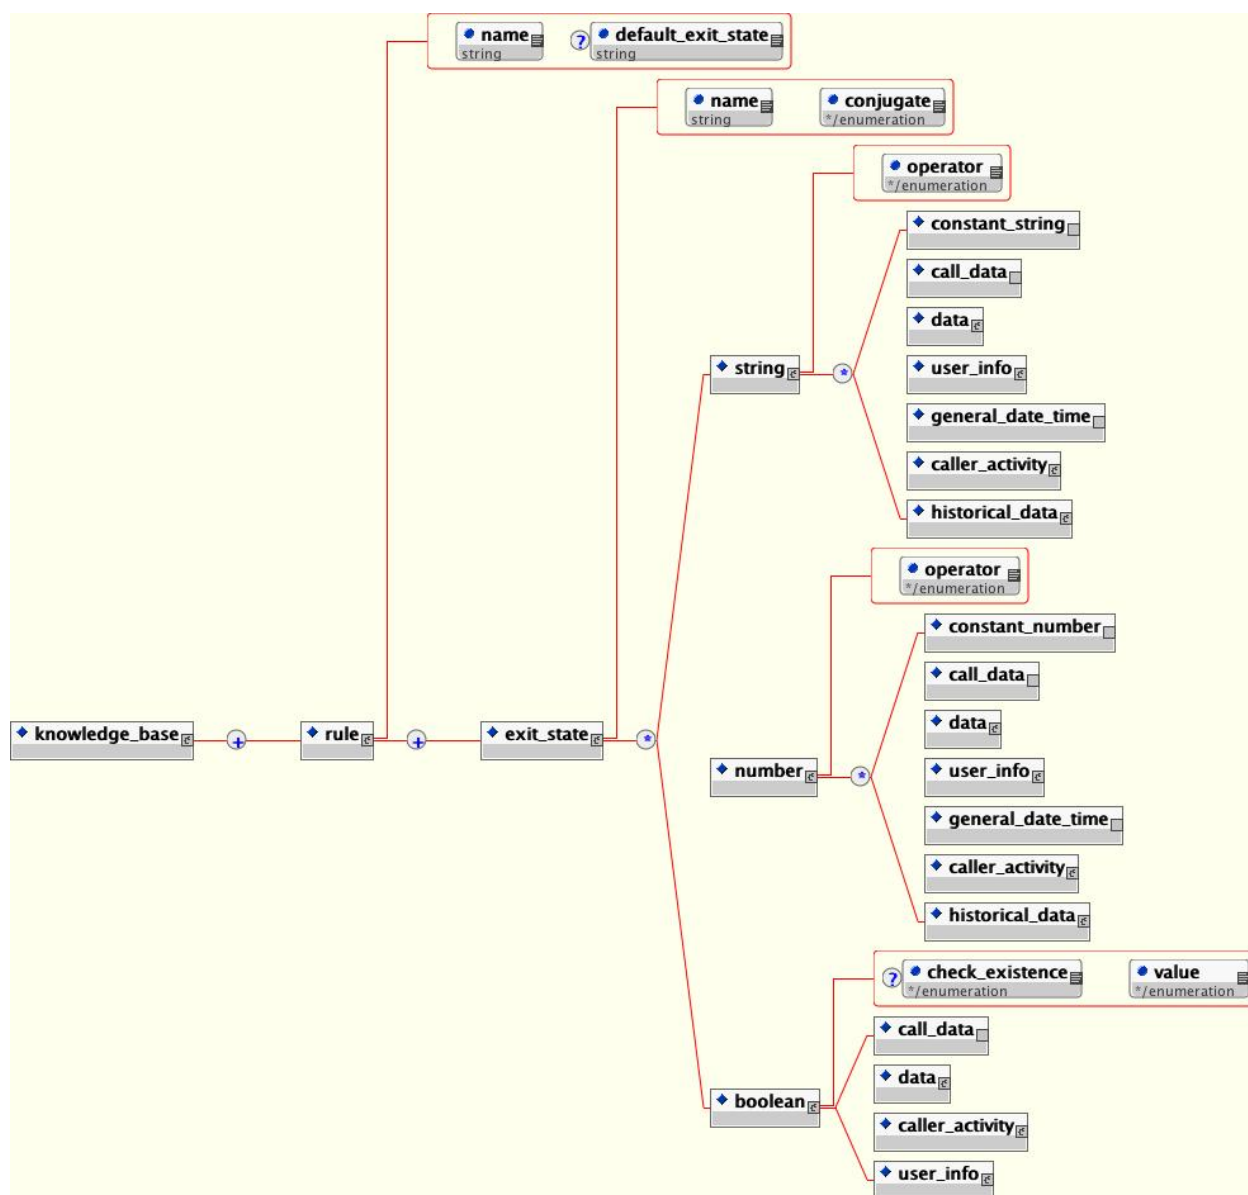 name
string
?
default_exit_state
string
name
string
conjugate
*/enumeration
operator
*/enumeration
constant_string
call_data
data
string
*
user_info
general_date_time
caller_activity
historical_data
operator
*/enumeration
constant_number
call_data
data
knowledge_base
+
rule
+
exit_state
*
number
*
user_info
general_date_time
caller_activity
historical_data
?
check_existence
*/enumeration
value
*/enumeration
call_data
data
boolean
caller_activity
user_info